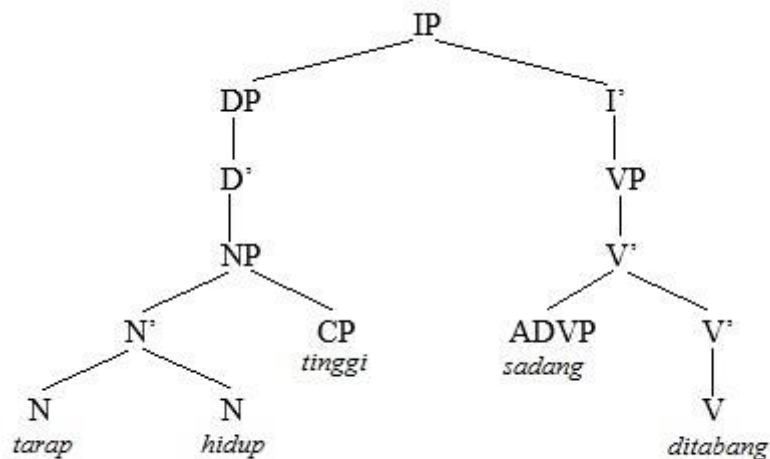 IP
DP I'
D' VP
NP V'
N' CP ADVP V'
tinggi sadang
N N V
tarap hidup ditabang